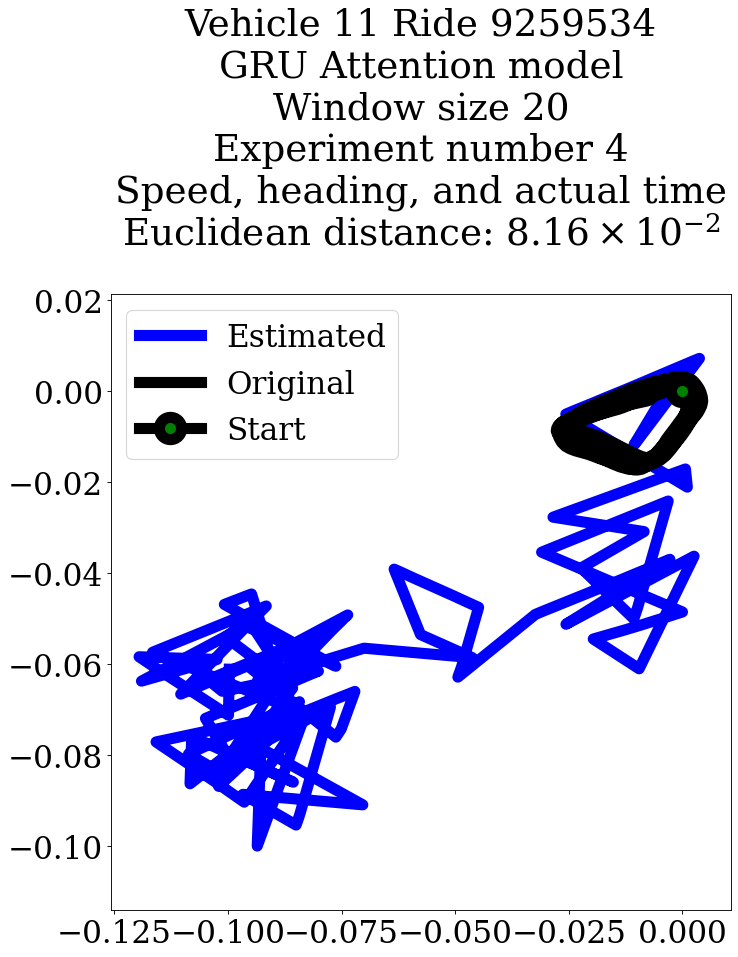 Vehicle 11 Ride 9259534
GRU Attention model
Window size 20
Experiment number 4
Speed, heading, and actual time
Euclidean distance: 8.16 × 10⁻²
0.02
0.00
−0.02
−0.04
−0.06
−0.08
−0.10
Estimated
Original
Start
−0.125 −0.100 −0.075 −0.050 −0.025 0.000